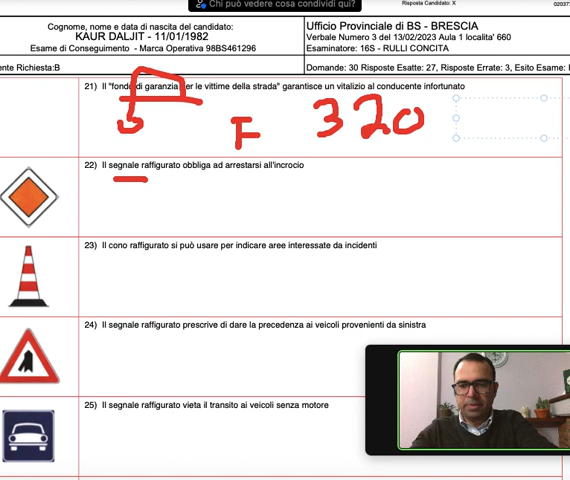 Chi può vedere cosa condividi qui?
Risposta Candidato: X
Cognome, nome e data di nascita del candidato:
KAUR DALJIT - 11/01/1982
Esame di Conseguimento - Marca Operativa 98BS461296
Ufficio Provinciale di BS - BRESCIA
Verbale Numero 3 del 13/02/2023 Aula 1 localita' 660
Esaminatore: 16S - RULLI CONCITA
ente Richiesta:B
Domande: 30 Risposte Esatte: 27, Risposte Errate: 3, Esito Esame:
21) Il "fondo di garanzia per le vittime della strada" garantisce un vitalizio al conducente infortunato
F 320
22) Il segnale raffigurato obbliga ad arrestarsi all'incrocio
23) Il cono raffigurato si può usare per indicare aree interessate da incidenti
24) Il segnale raffigurato prescrive di dare la precedenza ai veicoli provenienti da sinistra
25) Il segnale raffigurato vieta il transito ai veicoli senza motore